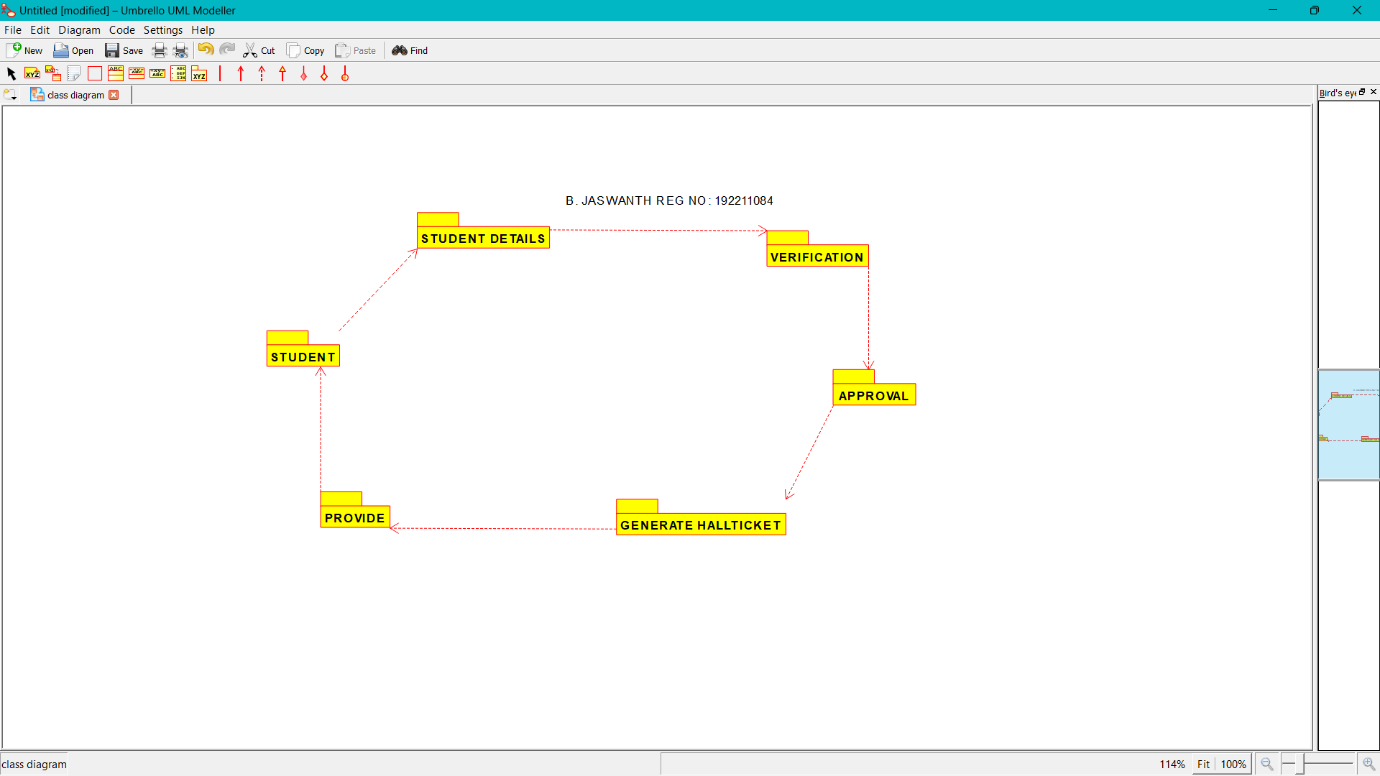 Untitled [modified] – Umbrello UML Modeller
File Edit Diagram Code Settings Help
New Open Save Cut Copy Paste Find
class diagram
Bird's eye
B. JASWANTH REG NO: 192211084
STUDENT DETAILS
VERIFICATION
STUDENT
APPROVAL
PROVIDE
GENERATE HALLTICKET
class diagram
114% Fit 100%